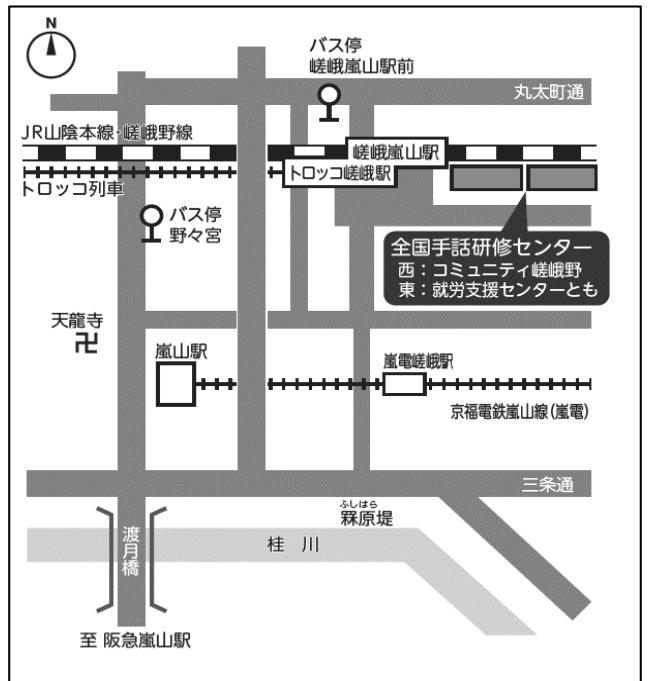 N
バス停
嵯峨嵐山駅前
丸太町通
JR山陰本線・嵯峨野線
嵯峨嵐山駅
トロッコ嵯峨駅
トロッコ列車
バス停
野々宮
全国手話研修センター
西：コミュニティ嵯峨野
東：就労支援センターとも
天龍寺
卍
嵐山駅
嵐電嵯峨駅
京福電鉄嵐山線（嵐電）
三条通
ふしはら
槑原堤
渡月橋
桂 川
至 阪急嵐山駅